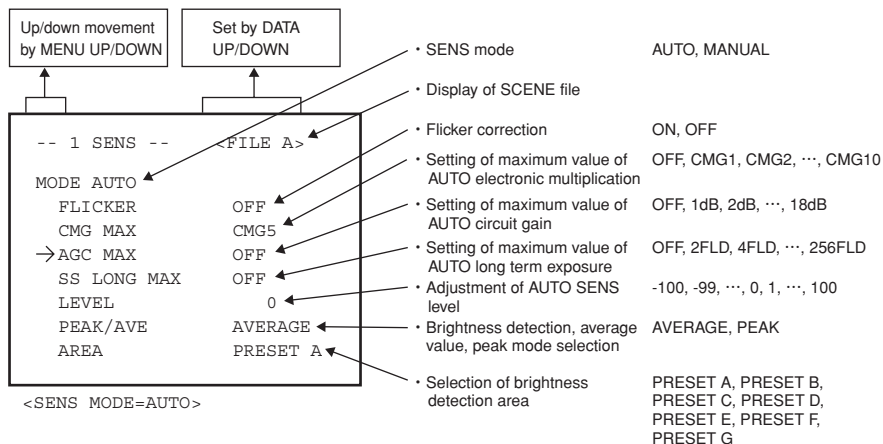 Up/down movement
by MENU UP/DOWN
Set by DATA
UP/DOWN
-- 1 SENS -- <FILE A>
MODE AUTO
FLICKER OFF
CMG MAX CMG5
→AGC MAX OFF
SS LONG MAX OFF
LEVEL 0
PEAK/AVE AVERAGE
AREA PRESET A
<SENS MODE=AUTO>
・SENS mode AUTO, MANUAL
・Display of SCENE file
・Flicker correction ON, OFF
・Setting of maximum value of OFF, CMG1, CMG2, ⋯, CMG10
AUTO electronic multiplication
・Setting of maximum value of OFF, 1dB, 2dB, ⋯, 18dB
AUTO circuit gain
・Setting of maximum value of OFF, 2FLD, 4FLD, ⋯, 256FLD
AUTO long term exposure
・Adjustment of AUTO SENS -100, -99, ⋯, 0, 1, ⋯, 100
level
・Brightness detection, average AVERAGE, PEAK
value, peak mode selection
・Selection of brightness PRESET A, PRESET B,
detection area PRESET C, PRESET D,
PRESET E, PRESET F,
PRESET G